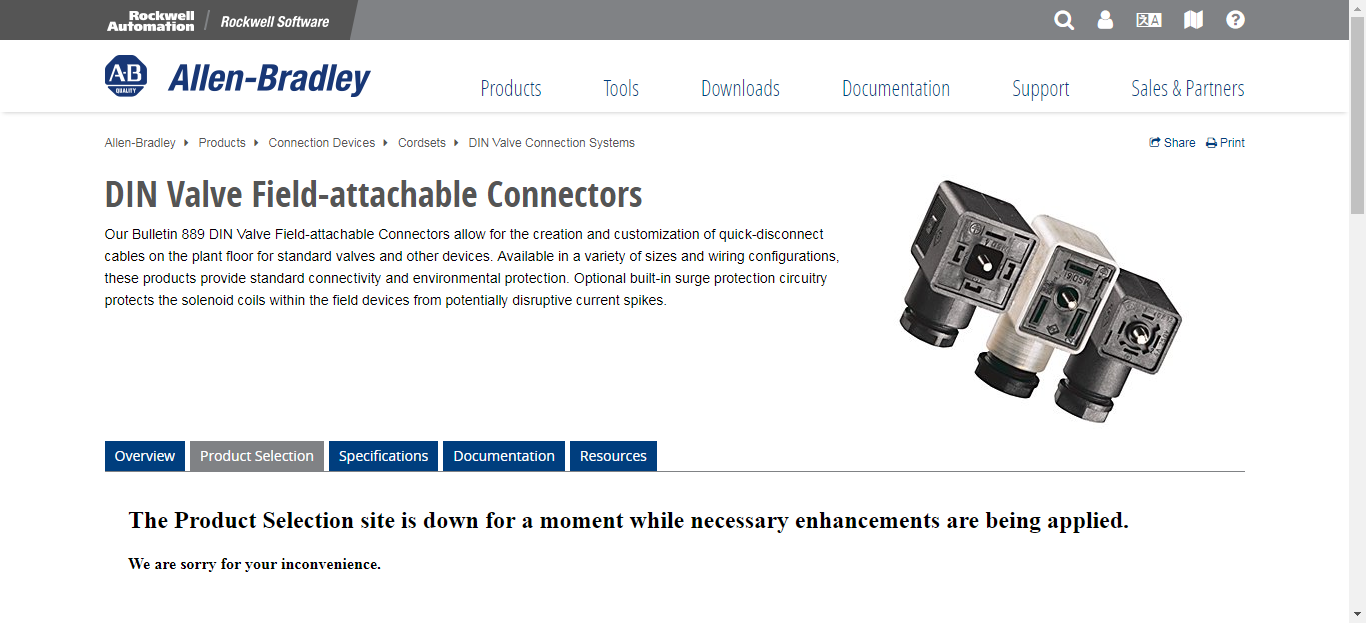 Rockwell
Automation
Rockwell Software
A-B
QUALITY
Allen-Bradley
Products
Tools
Downloads
Documentation
Support
Sales & Partners
Allen-Bradley
Products
Connection Devices
Cordsets
DIN Valve Connection Systems
Share
Print
DIN Valve Field-attachable Connectors
Our Bulletin 889 DIN Valve Field-attachable Connectors allow for the creation and customization of quick-disconnect
cables on the plant floor for standard valves and other devices. Available in a variety of sizes and wiring configurations,
these products provide standard connectivity and environmental protection. Optional built-in surge protection circuitry
protects the solenoid coils within the field devices from potentially disruptive current spikes.
Overview
Product Selection
Specifications
Documentation
Resources
The Product Selection site is down for a moment while necessary enhancements are being applied.
We are sorry for your inconvenience.